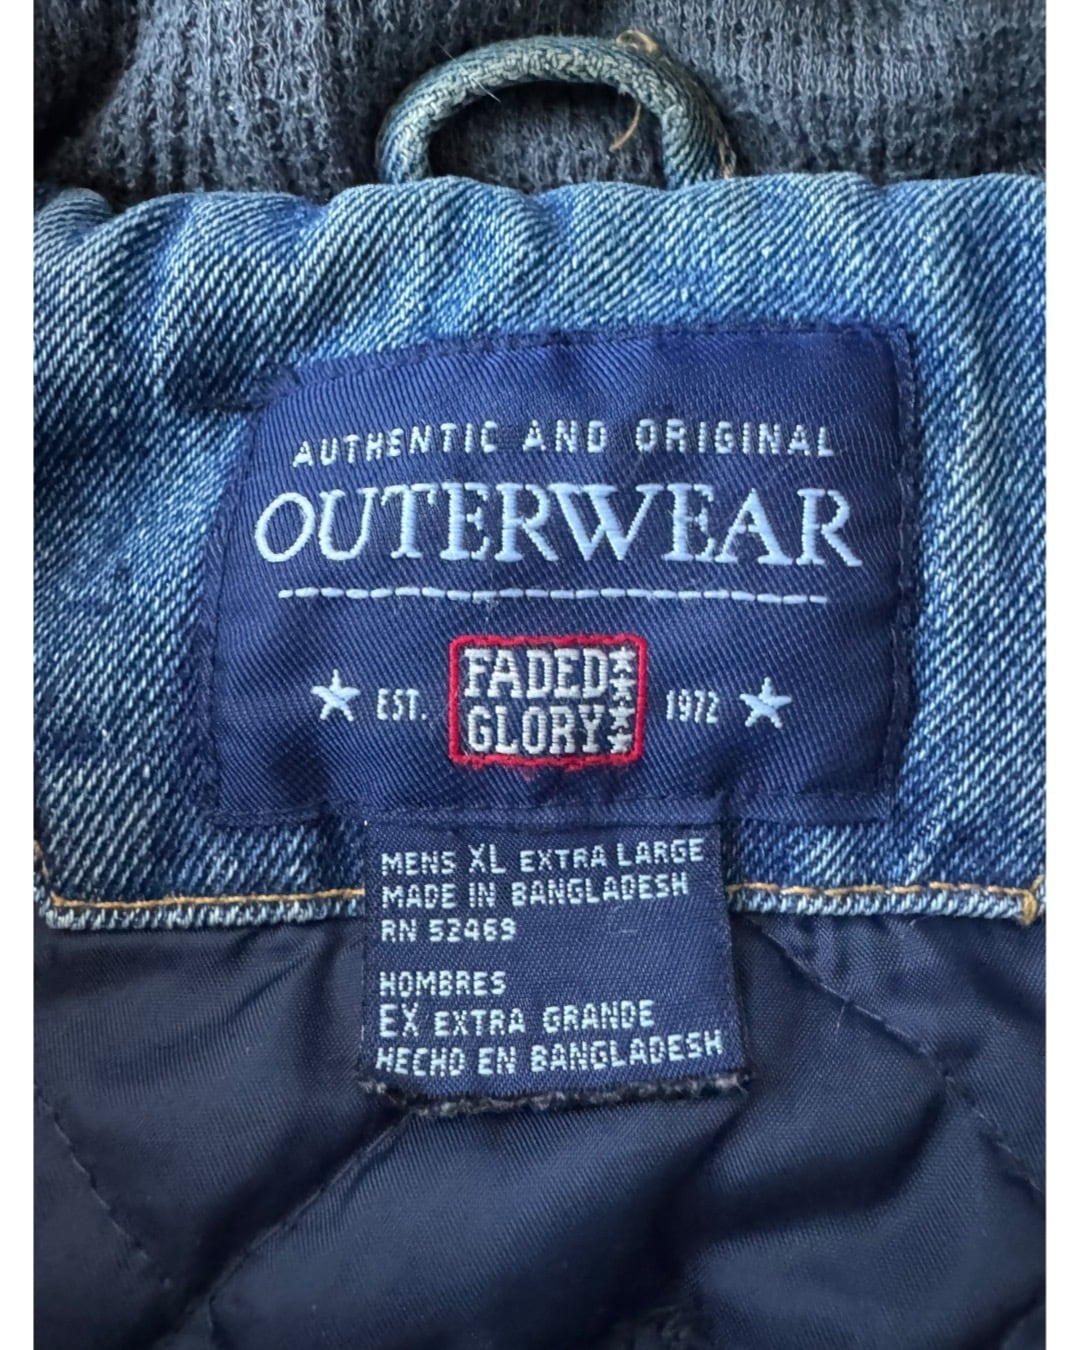 AUTHENTIC AND ORIGINAL
OUTERWEAR
EST. FADED GLORY 1972
MENS XL EXTRA LARGE
MADE IN BANGLADESH
RN 52469
HOMBRES
EX EXTRA GRANDE
HECHO EN BANGLADESH